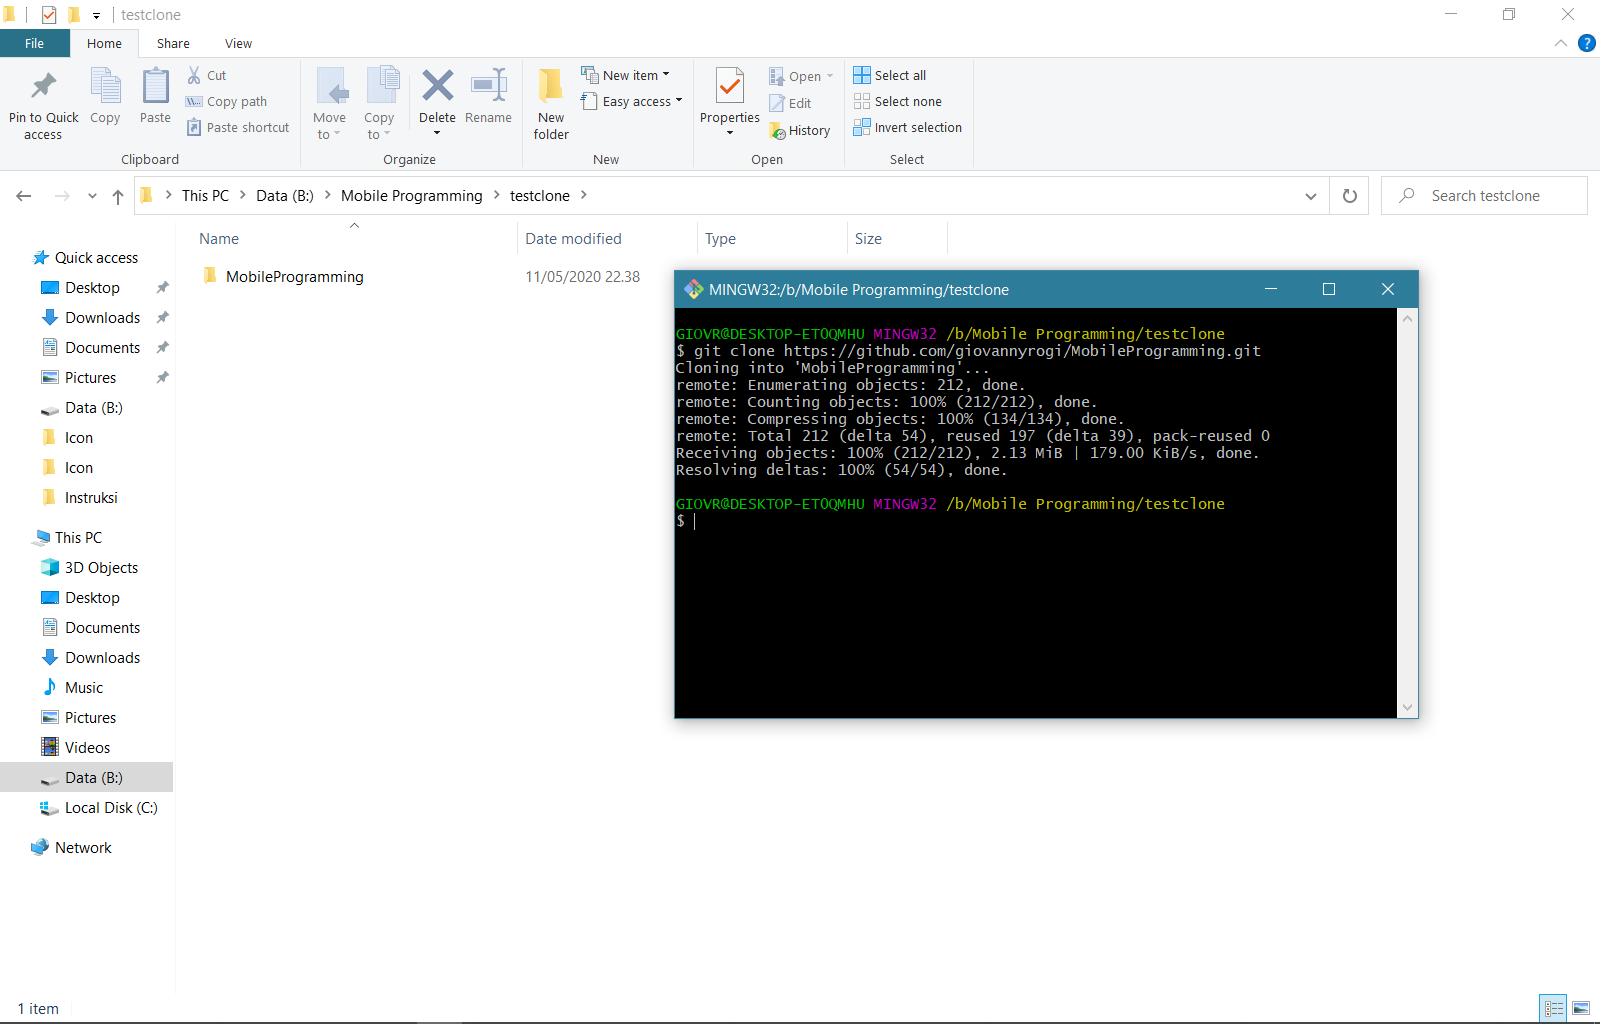 testclone
File Home Share View
Pin to Quick access
Copy
Paste
Cut
Copy path
Paste shortcut
Clipboard
Move to
Copy to
Delete
Rename
Organize
New folder
New item
Easy access
New
Properties
Open
Edit
History
Open
Select all
Select none
Invert selection
Select
This PC > Data (B:) > Mobile Programming > testclone >
Search testclone
Name Date modified Type Size
MobileProgramming 11/05/2020 22.38
Quick access
Desktop
Downloads
Documents
Pictures
Data (B:)
Icon
Icon
Instruksi
This PC
3D Objects
Desktop
Documents
Downloads
Music
Pictures
Videos
Data (B:)
Local Disk (C:)
Network
1 item
MINGW32:/b/Mobile Programming/testclone
GIOVR@DESKTOP-ET0QMHU MINGW32 /b/Mobile Programming/testclone
$ git clone https://github.com/giovannyrogi/MobileProgramming.git
Cloning into 'MobileProgramming'...
remote: Enumerating objects: 212, done.
remote: Counting objects: 100% (212/212), done.
remote: Compressing objects: 100% (134/134), done.
remote: Total 212 (delta 54), reused 197 (delta 39), pack-reused 0
Receiving objects: 100% (212/212), 2.13 MiB | 179.00 KiB/s, done.
Resolving deltas: 100% (54/54), done.
GIOVR@DESKTOP-ET0QMHU MINGW32 /b/Mobile Programming/testclone
$